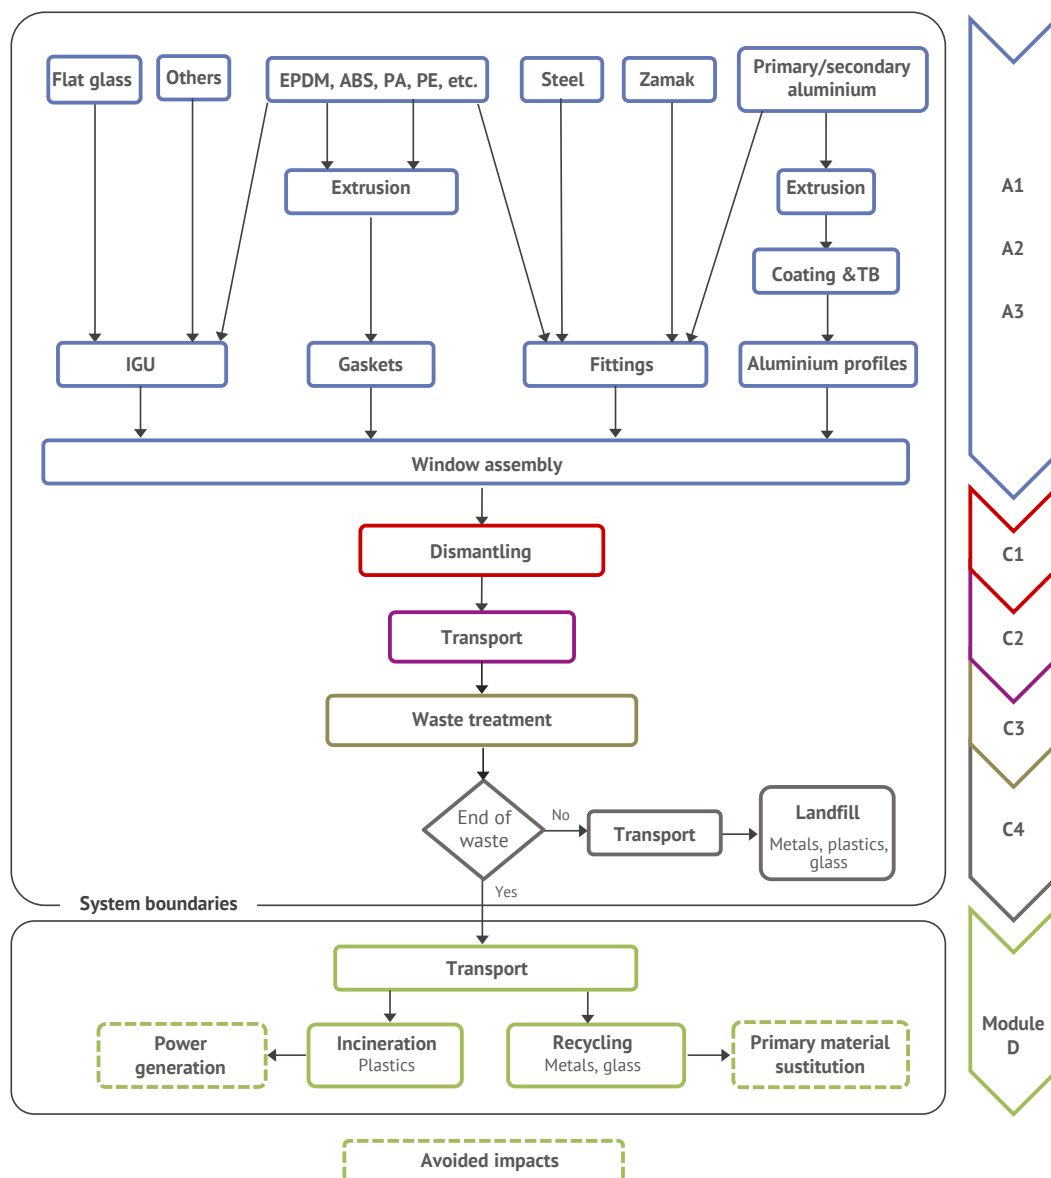 Flat glass
Others
EPDM, ABS, PA, PE, etc.
Steel
Zamak
Primary/secondary
aluminium
Extrusion
Extrusion
Coating &TB
IGU
Gaskets
Fittings
Aluminium profiles
Window assembly
Dismantling
Transport
Waste treatment
End of
waste
No
Transport
Landfill
Metals, plastics,
glass
Yes
System boundaries
Transport
Power
generation
Incineration
Plastics
Recycling
Metals, glass
Primary material
sustitution
Avoided impacts
A1
A2
A3
C1
C2
C3
C4
Module
D